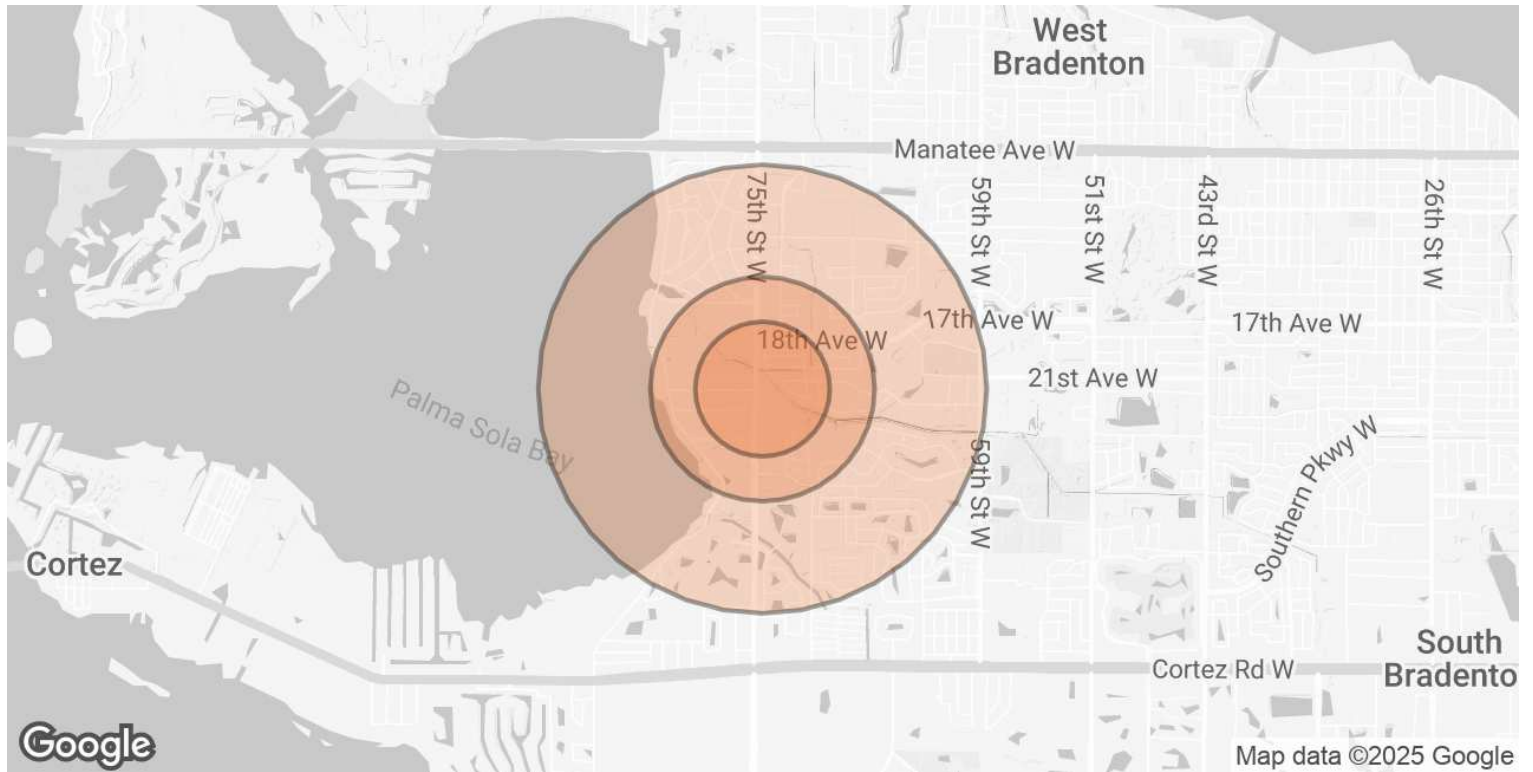 West
Bradenton
Manatee Ave W
75th St W
59th St W
51st St W
43rd St W
26th St W
17th Ave W
17th Ave W
18th Ave W
21st Ave W
Palma Sola Bay
59th St W
Southern Pkwy W
Cortez
South
Bradento
Cortez Rd W
Google
Map data ©2025 Google